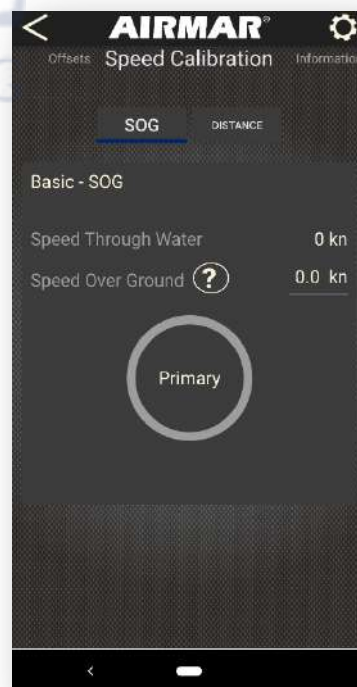 AIRMAR®
Offsets Speed Calibration Information
SOG DISTANCE
Basic - SOG
Speed Through Water 0 kn
Speed Over Ground ? 0.0 kn
Primary